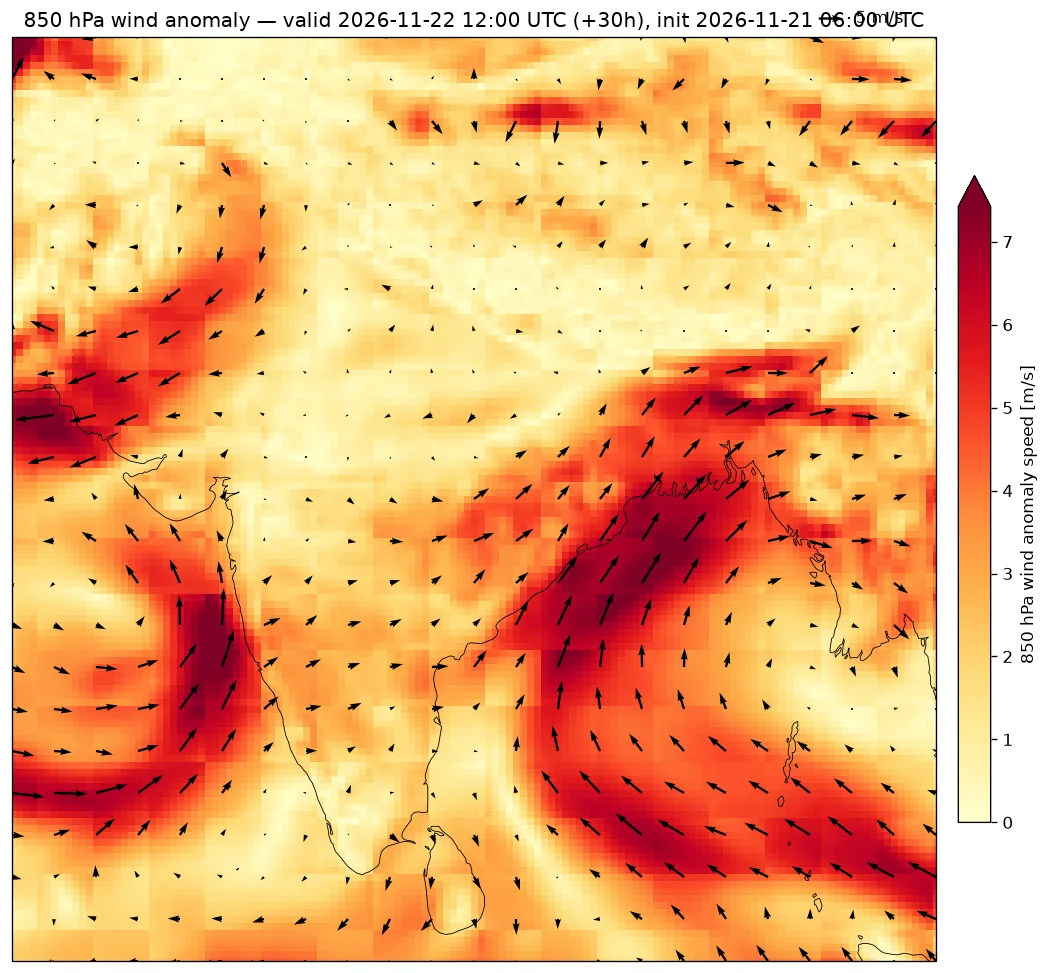 850 hPa wind anomaly — valid 2026-11-22 12:00 UTC (+30h), init 2026-11-21 06:00 UTC
5 m/s
7
6
5
4
3
2
1
0
850 hPa wind anomaly speed [m/s]